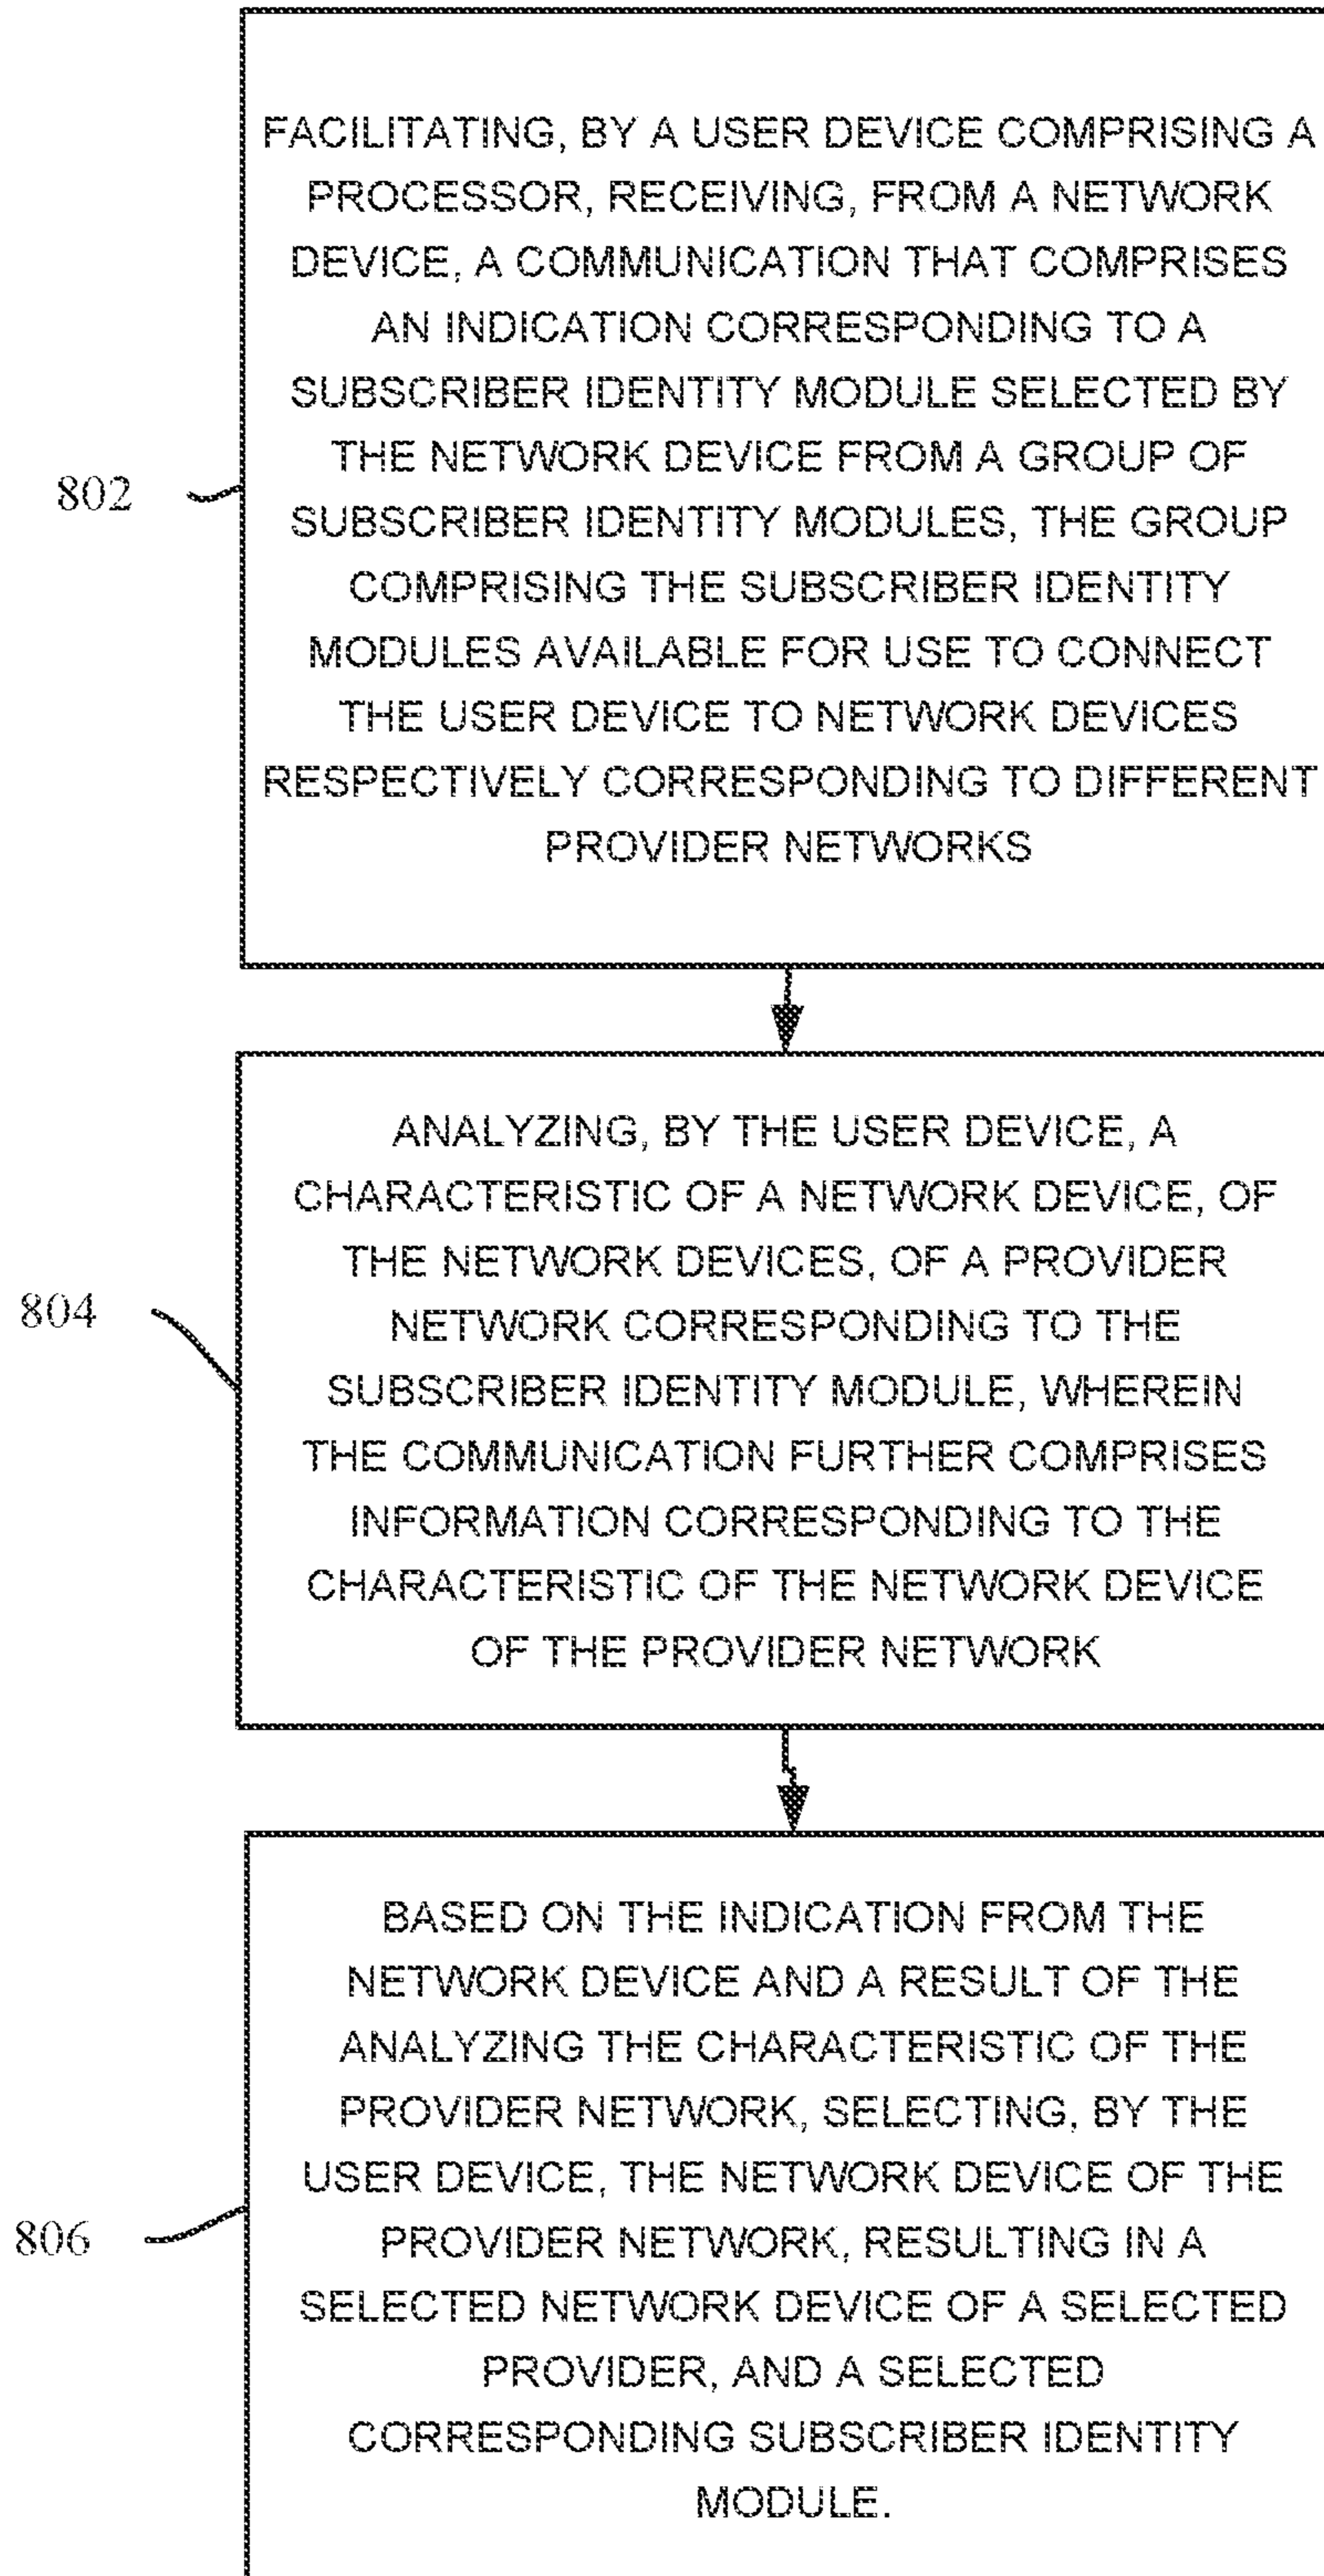 FACILITATING, BY A USER DEVICE COMPRISING A
PROCESSOR, RECEIVING, FROM A NETWORK
DEVICE, A COMMUNICATION THAT COMPRISES
AN INDICATION CORRESPONDING TO A
SUBSCRIBER IDENTITY MODULE SELECTED BY
THE NETWORK DEVICE FROM A GROUP OF
802
SUBSCRIBER IDENTITY MODULES, THE GROUP
COMPRISING THE SUBSCRIBER IDENTITY
MODULES AVAILABLE FOR USE TO CONNECT
THE USER DEVICE TO NETWORK DEVICES
RESPECTIVELY CORRESPONDING TO DIFFERENT
PROVIDER NETWORKS
ANALYZING, BY THE USER DEVICE, A
CHARACTERISTIC OF A NETWORK DEVICE, OF
THE NETWORK DEVICES, OF A PROVIDER
804
NETWORK CORRESPONDING TO THE
SUBSCRIBER IDENTITY MODULE, WHEREIN
THE COMMUNICATION FURTHER COMPRISES
INFORMATION CORRESPONDING TO THE
CHARACTERISTIC OF THE NETWORK DEVICE
OF THE PROVIDER NETWORK
BASED ON THE INDICATION FROM THE
NETWORK DEVICE AND A RESULT OF THE
ANALYZING THE CHARACTERISTIC OF THE
PROVIDER NETWORK, SELECTING, BY THE
USER DEVICE, THE NETWORK DEVICE OF THE
806
PROVIDER NETWORK, RESULTING IN A
SELECTED NETWORK DEVICE OF A SELECTED
PROVIDER, AND A SELECTED
CORRESPONDING SUBSCRIBER IDENTITY
MODULE.